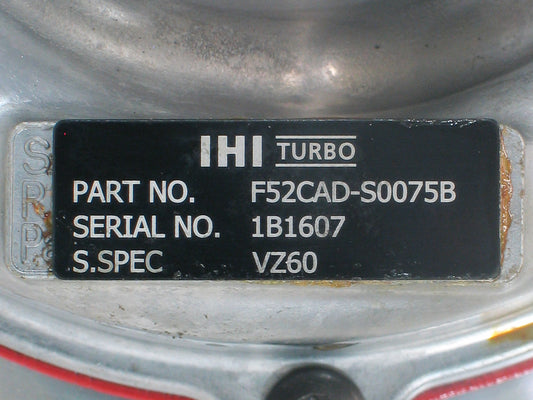 IHI TURBO
PART NO. F52CAD-S0075B
SERIAL NO. 1B1607
S.SPEC VZ60
S
P
P